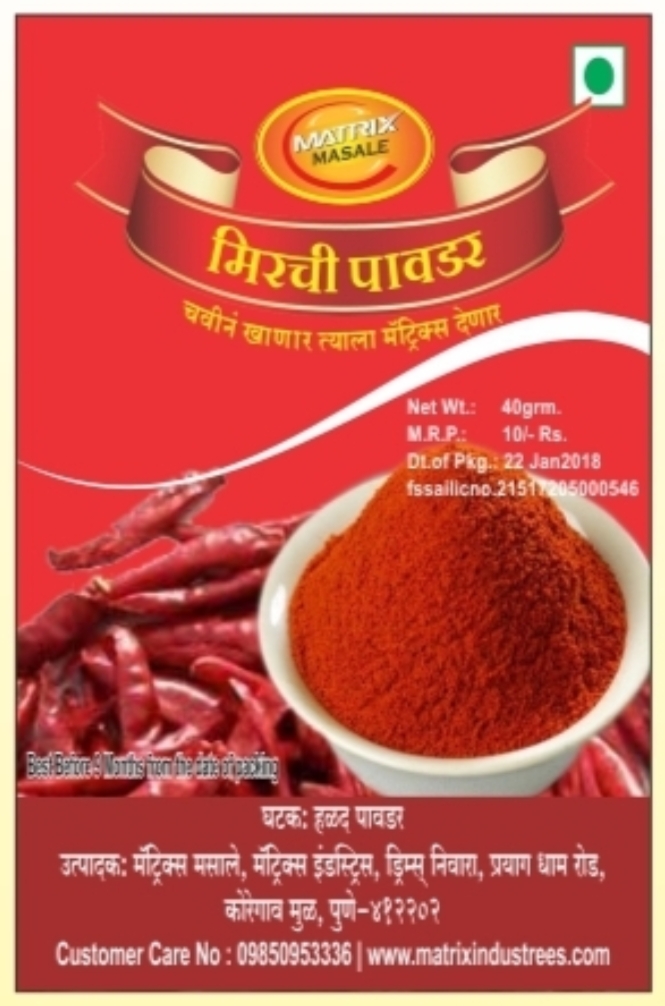 MATRIX
MASALE
मिरची पावडर
चवीनं खाणार त्याला मॅट्रिक्स देणार
Net Wt.: 40grm.
M.R.P.: 10/- Rs.
Dt.of Pkg.: 22 Jan2018
fssailicno.21517205000546
Best Before 9 Months from the date of packing
घटक: हळद पावडर
उत्पादक: मॅट्रिक्स मसाले, मॅट्रिक्स इंडस्ट्रिस, ड्रिम्स् निवारा, प्रयाग धाम रोड,
कोरेगाव मुळ, पुणे-४१२२०२
Customer Care No : 09850953336 | www.matrixindustrees.com